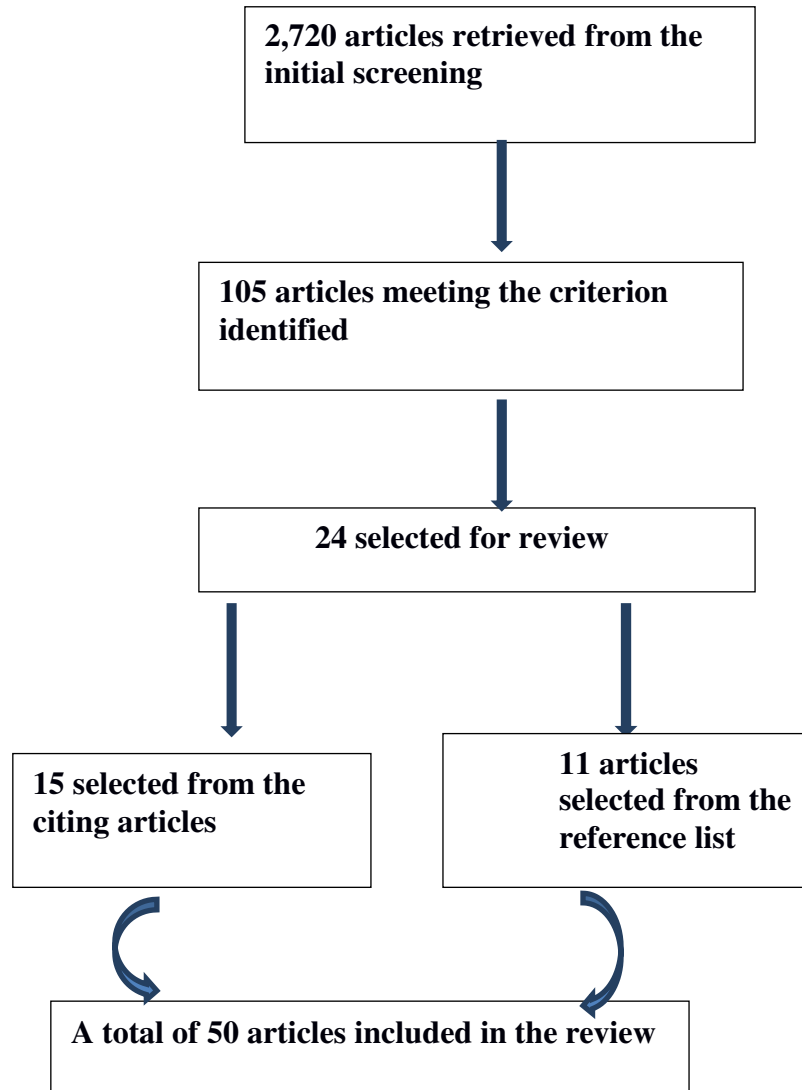 2,720 articles retrieved from the
initial screening
105 articles meeting the criterion
identified
24 selected for review
15 selected from the
citing articles
11 articles
selected from the
reference list
A total of 50 articles included in the review